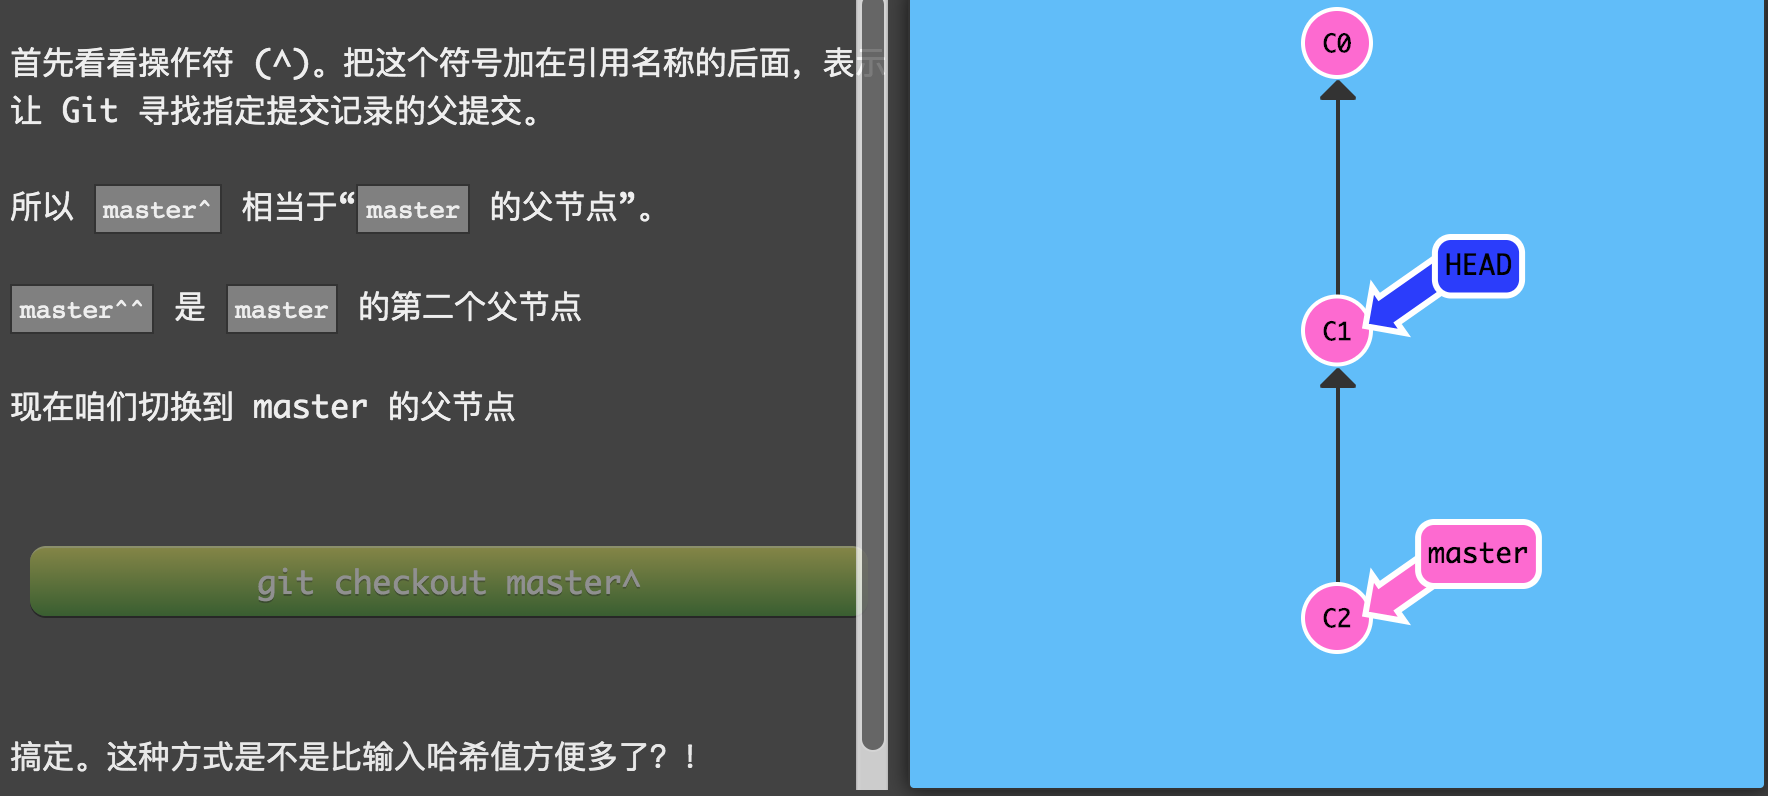 首先看看操作符 (^)。把这个符号加在引用名称的后面，表示
让 Git 寻找指定提交记录的父提交。
所以 master^ 相当于“master 的父节点”。
master^^ 是 master 的第二个父节点
现在咱们切换到 master 的父节点
git checkout master^
搞定。这种方式是不是比输入哈希值方便多了？！
C0
HEAD
C1
master
C2